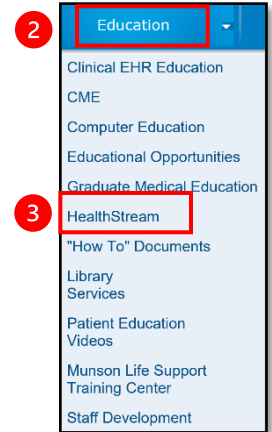 2
Education
Clinical EHR Education
CME
Computer Education
Educational Opportunities
Graduate Medical Education
3
HealthStream
"How To" Documents
Library
Services
Patient Education
Videos
Munson Life Support
Training Center
Staff Development